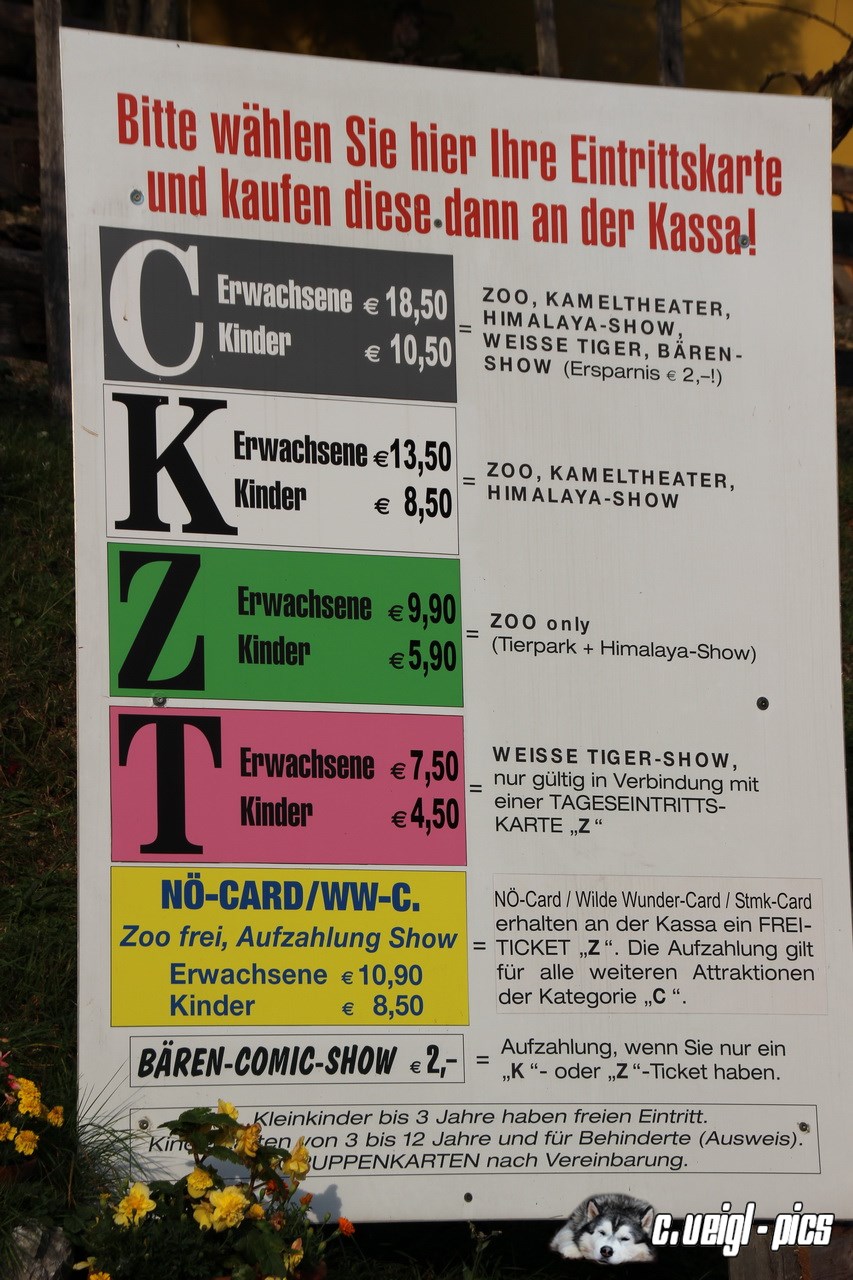 Bitte wählen Sie hier Ihre Eintrittskarte
und kaufen diese dann an der Kassa!
C
Erwachsene € 18,50
Kinder € 10,50
= ZOO, KAMELTHEATER,
HIMALAYA-SHOW,
WEISSE TIGER, BÄREN-
SHOW (Ersparnis € 2,–!)
K
Erwachsene € 13,50
Kinder € 8,50
= ZOO, KAMELTHEATER,
HIMALAYA-SHOW
Z
Erwachsene € 9,90
Kinder € 5,90
= ZOO only
(Tierpark + Himalaya-Show)
T
Erwachsene € 7,50
Kinder € 4,50
= WEISSE TIGER-SHOW,
nur gültig in Verbindung mit
einer TAGESEINTRITTS-
KARTE „Z“
NÖ-CARD/WW-C.
Zoo frei, Aufzahlung Show
Erwachsene € 10,90
Kinder € 8,50
= NÖ-Card / Wilde Wunder-Card / Stmk-Card
erhalten an der Kassa ein FREI-
TICKET „Z“. Die Aufzahlung gilt
für alle weiteren Attraktionen
der Kategorie „C“.
BÄREN-COMIC-SHOW € 2,–
= Aufzahlung, wenn Sie nur ein
„K“- oder „Z“-Ticket haben.
Kleinkinder bis 3 Jahre haben freien Eintritt.
von 3 bis 12 Jahre und für Behinderte (Ausweis).
RUPPENKARTEN nach Vereinbarung.
c.veigl - pics